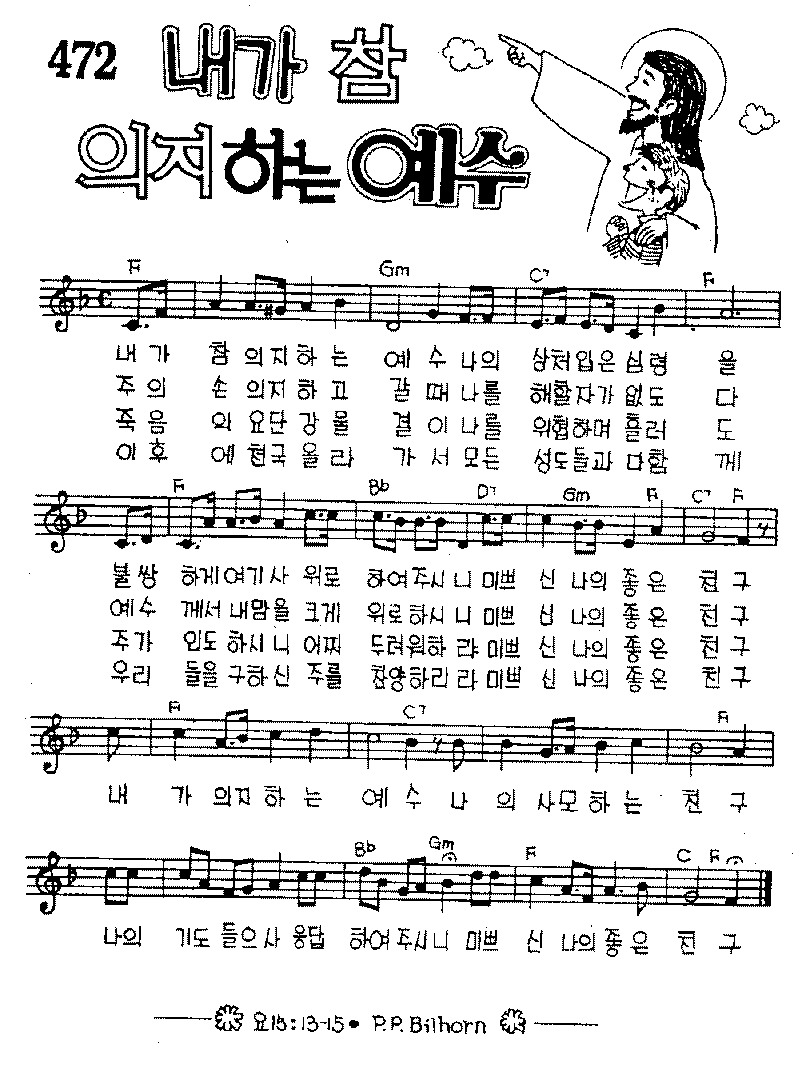 472 내가 참
의지하는 예수
F Gm C7 F
내 가 참 의지하 는 예 수 나의 상처입은 심령 을
주 의 손 의지하 고 갈 때 나를 해할자가 없도 다
죽 음 의 요단 강 물 결 이 나를 위협하며 흘러 도
이 후 에 천국 올 라 가 서 모든 성도들과 다함 께
F Bb D7 Gm F C7 F
불 쌍 하게 여기 사 위로 하여 주시 니 미쁘 신 나의 좋 은 친 구
예 수 께서 내맘 을 크게 위로 하시 니 미쁘 신 나의 좋 은 친 구
주 가 인도 하시 니 어찌 두려 워하 랴 미쁘 신 나의 좋 은 친 구
우 리 들을 구하 신 주를 찬양 하리 라 미쁘 신 나의 좋 은 친 구
F C7 F
내 가 의지 하 는 예 수 나 의 사모 하 는 친 구
Bb Gm F C F
나의 기도 들으 사 응답 하여 주시 니 미쁘 신 나의 좋 은 친 구
요15:13-15 • P.P. Bilhorn